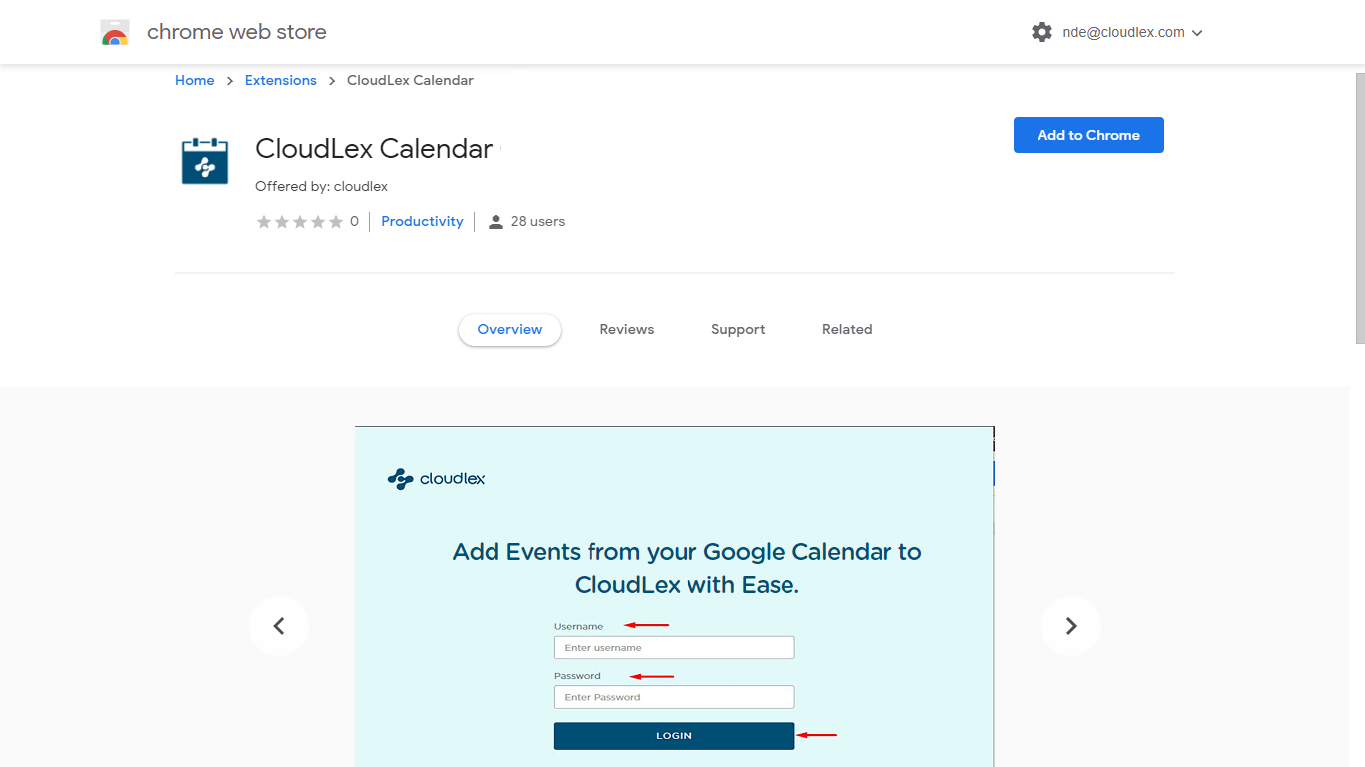 chrome web store
nde@cloudlex.com
Home > Extensions > CloudLex Calendar
Add to Chrome
CloudLex Calendar
Offered by: cloudlex
0 Productivity 28 users
Overview Reviews Support Related
cloudlex
Add Events from your Google Calendar to
CloudLex with Ease.
Username
Enter username
Password
Enter Password
LOGIN